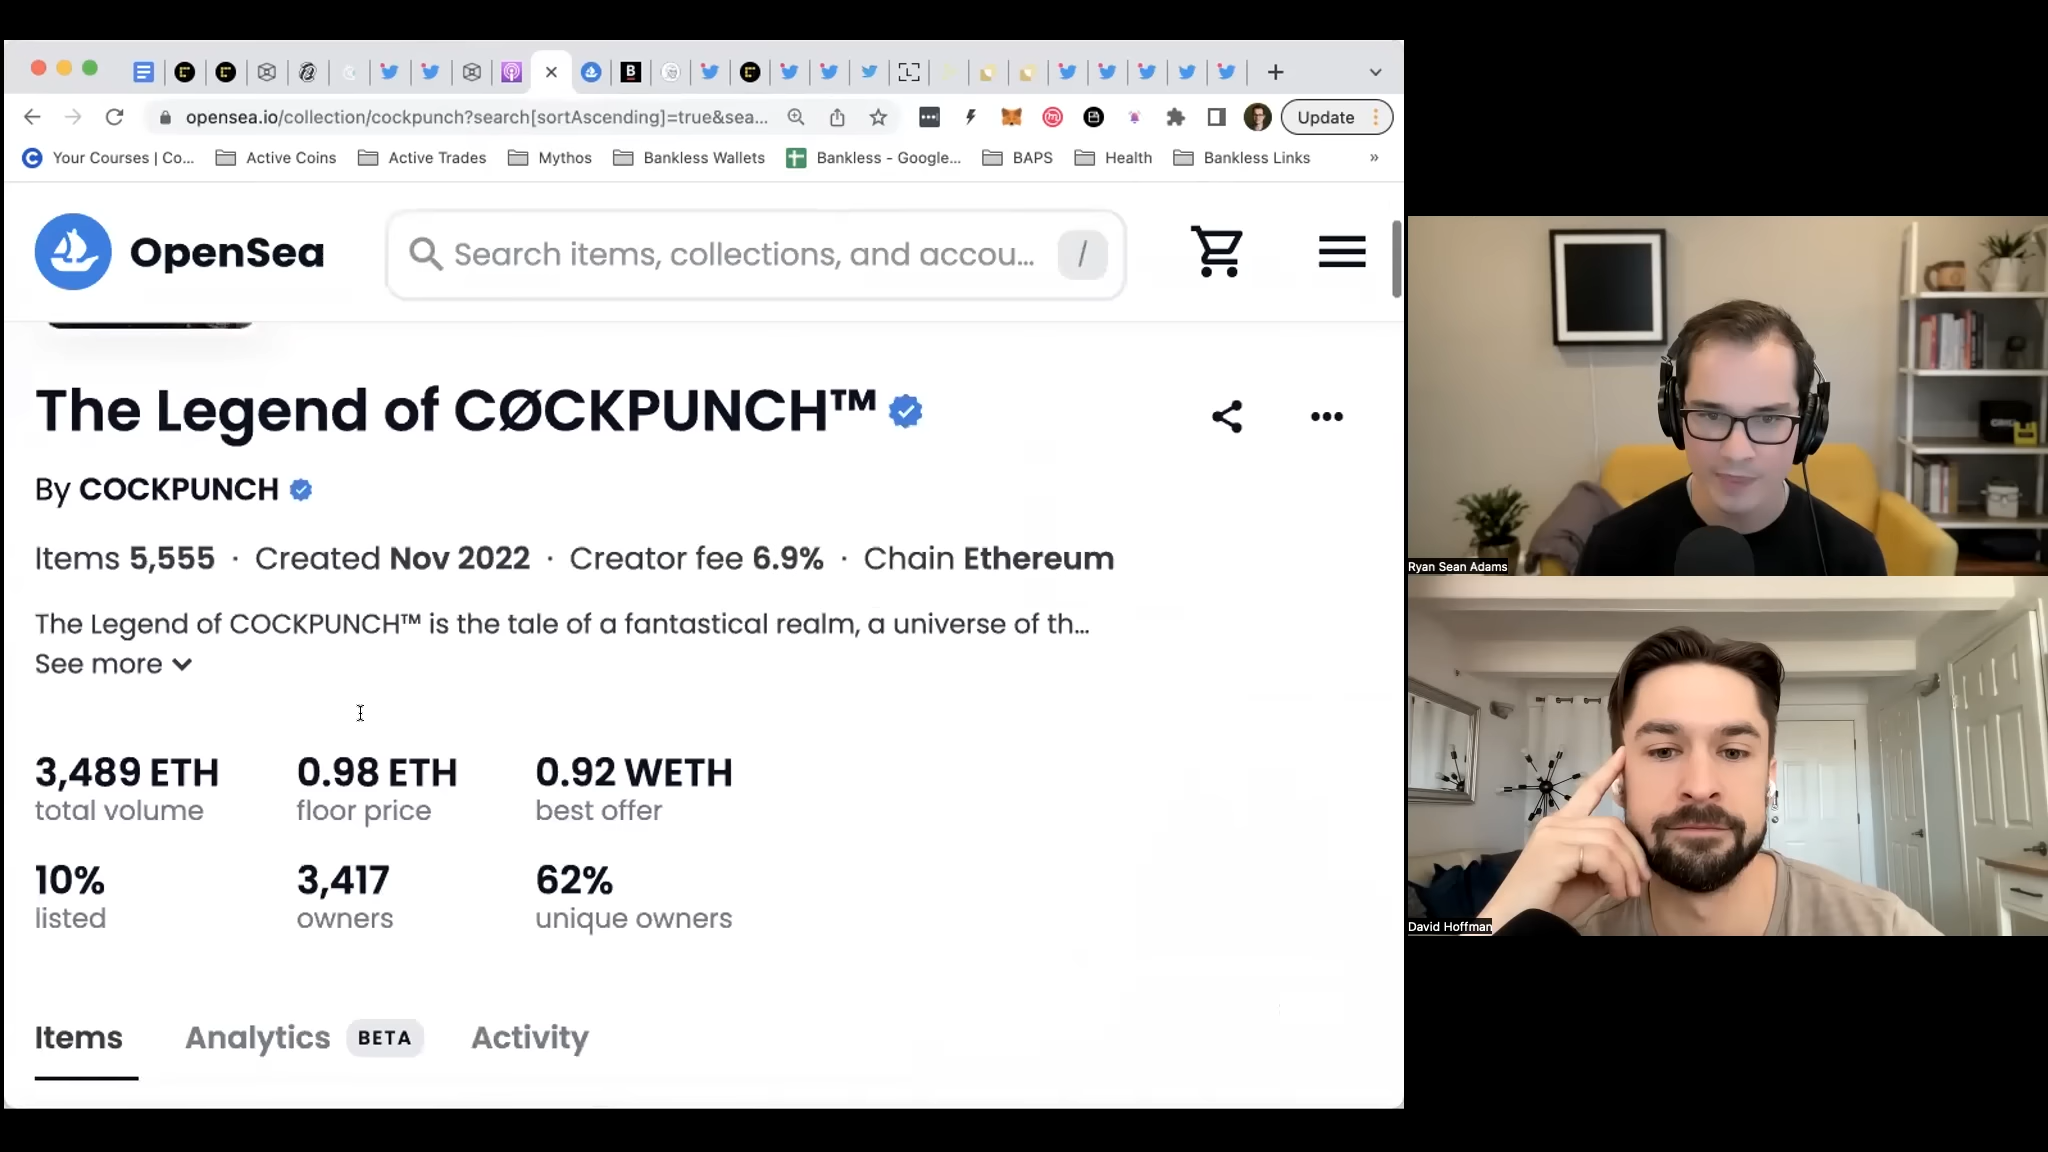 opensea.io/collection/cockpunch?search[sortAscending]=true&sea...
Update
Your Courses | Co...
Active Coins
Active Trades
Mythos
Bankless Wallets
Bankless - Google...
BAPS
Health
Bankless Links
»
OpenSea
Search items, collections, and accou...
/
The Legend of CØCKPUNCH™
By COCKPUNCH
Items 5,555 · Created Nov 2022 · Creator fee 6.9% · Chain Ethereum
The Legend of COCKPUNCH™ is the tale of a fantastical realm, a universe of th...
See more
3,489 ETH 0.98 ETH 0.92 WETH
total volume floor price best offer
10% 3,417 62%
listed owners unique owners
Items Analytics BETA Activity
Ryan Sean Adams
David Hoffman